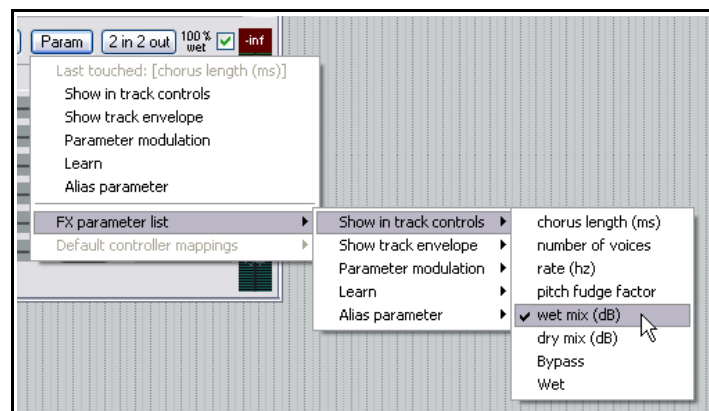 Param 2 in 2 out 100% wet -inf
Last touched: [chorus length (ms)]
Show in track controls
Show track envelope
Parameter modulation
Learn
Alias parameter
FX parameter list
Default controller mappings
Show in track controls
Show track envelope
Parameter modulation
Learn
Alias parameter
chorus length (ms)
number of voices
rate (hz)
pitch fudge factor
wet mix (dB)
dry mix (dB)
Bypass
Wet